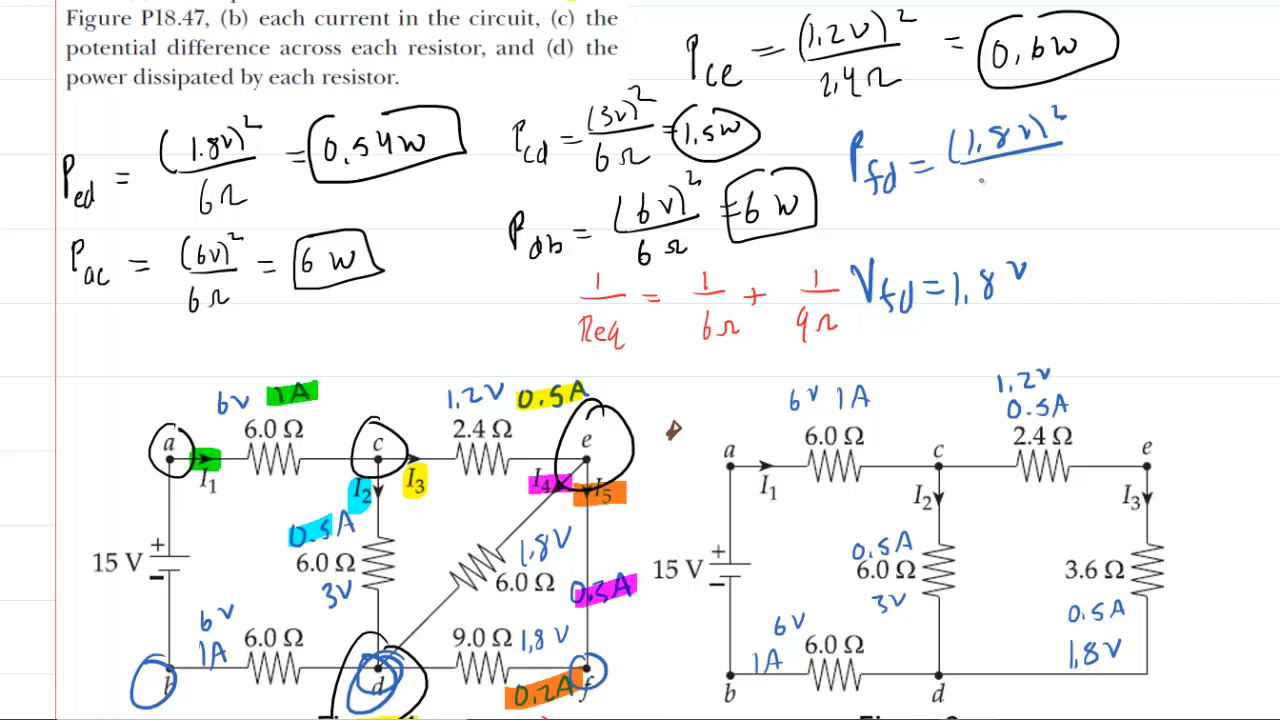 Figure P18.47, (b) each current in the circuit, (c) the
potential difference across each resistor, and (d) the
power dissipated by each resistor.
P_ce = (1.2V)² / 2.4Ω = 0.6W
P_ed = (1.8V)² / 6Ω = 0.54W
P_cd = (3V)² / 6Ω = 1.5W
P_fd = (1.8V)²
P_ac = (6V)² / 6Ω = 6W
P_db = (6V)² / 6Ω = 6W
1/Req = 1/6Ω + 1/9Ω
V_fd = 1.8V
6V 1A
1.2V 0.5A
6.0 Ω
2.4 Ω
a
c
e
I₁
I₂
I₃
I₄
I₅
0.5A
15 V
+
−
6.0 Ω
3V
1.8V
6.0 Ω
0.3A
6V
1A
6.0 Ω
9.0 Ω 1.8V
b
d
f
0.2A
6V 1A
1.2V
0.5A
6.0 Ω
2.4 Ω
a
c
e
I₁
I₂
I₃
15 V
+
−
0.5A
6.0 Ω
3V
3.6 Ω
0.5A
1.8V
6V
1A
6.0 Ω
b
d